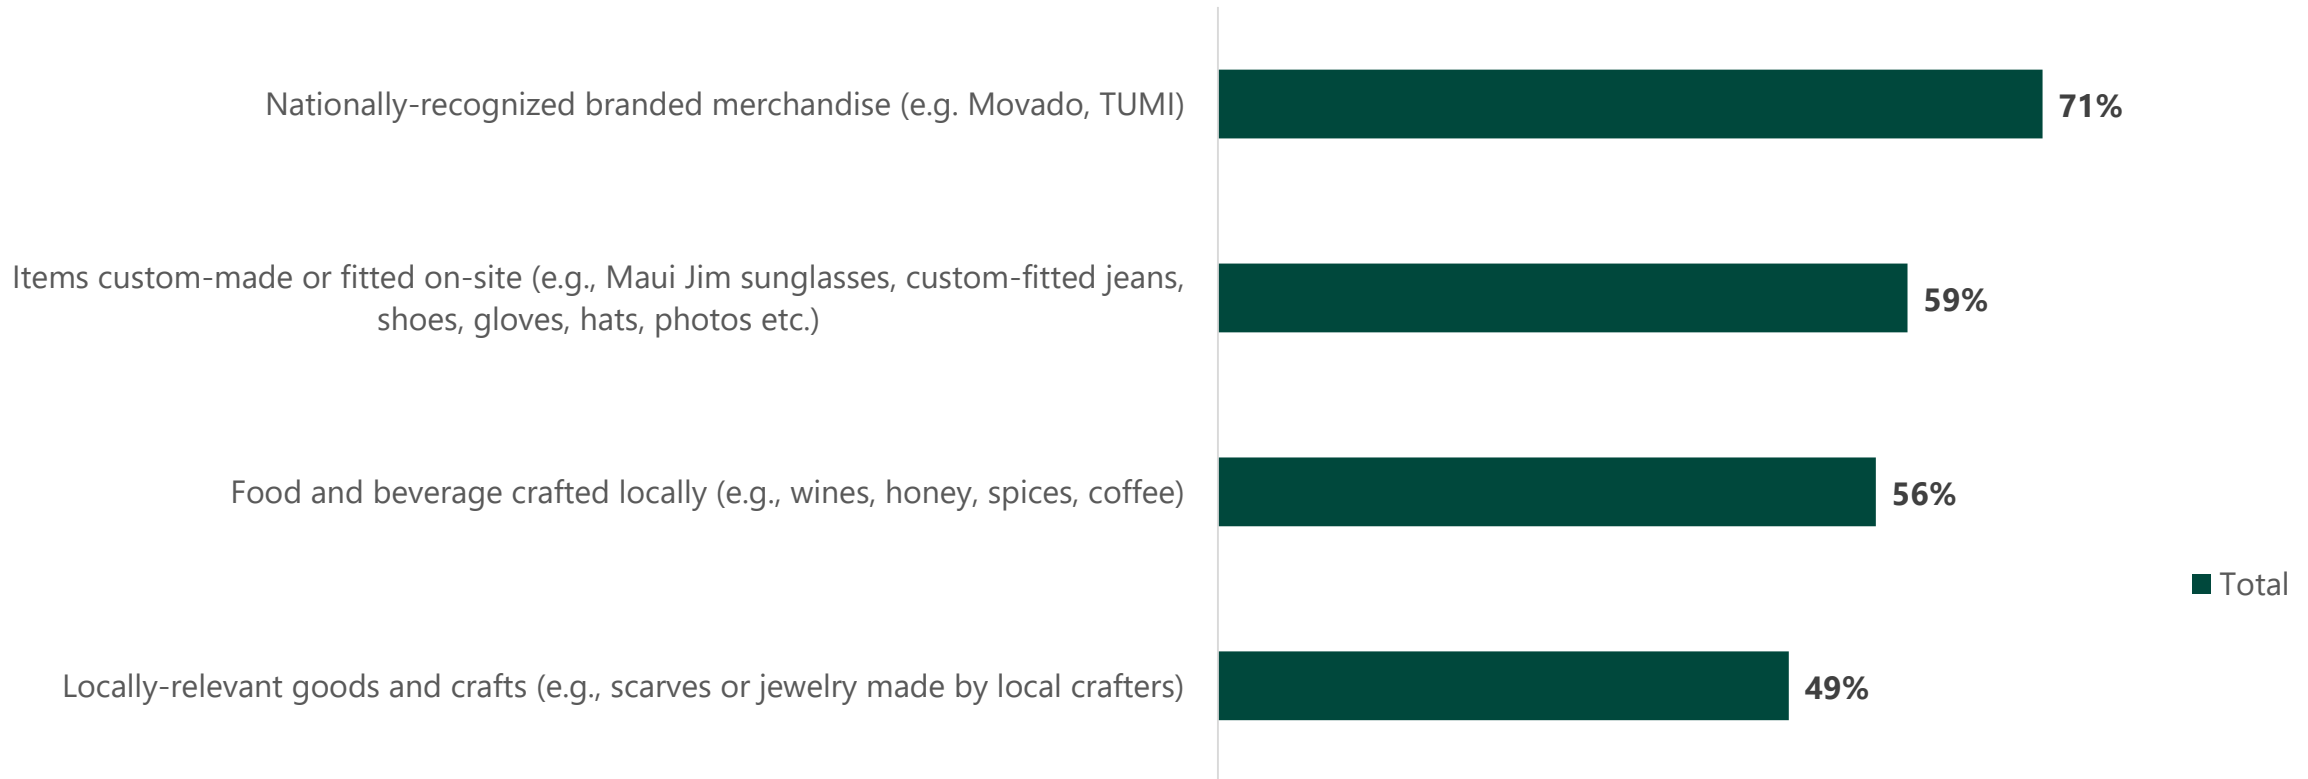 Nationally-recognized branded merchandise (e.g. Movado, TUMI)
71%
Items custom-made or fitted on-site (e.g., Maui Jim sunglasses, custom-fitted jeans,
shoes, gloves, hats, photos etc.)
59%
Food and beverage crafted locally (e.g., wines, honey, spices, coffee)
56%
Total
Locally-relevant goods and crafts (e.g., scarves or jewelry made by local crafters)
49%